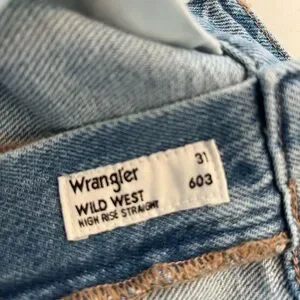 Wrangler 31
WILD WEST 603
HIGH RISE STRAIGHT